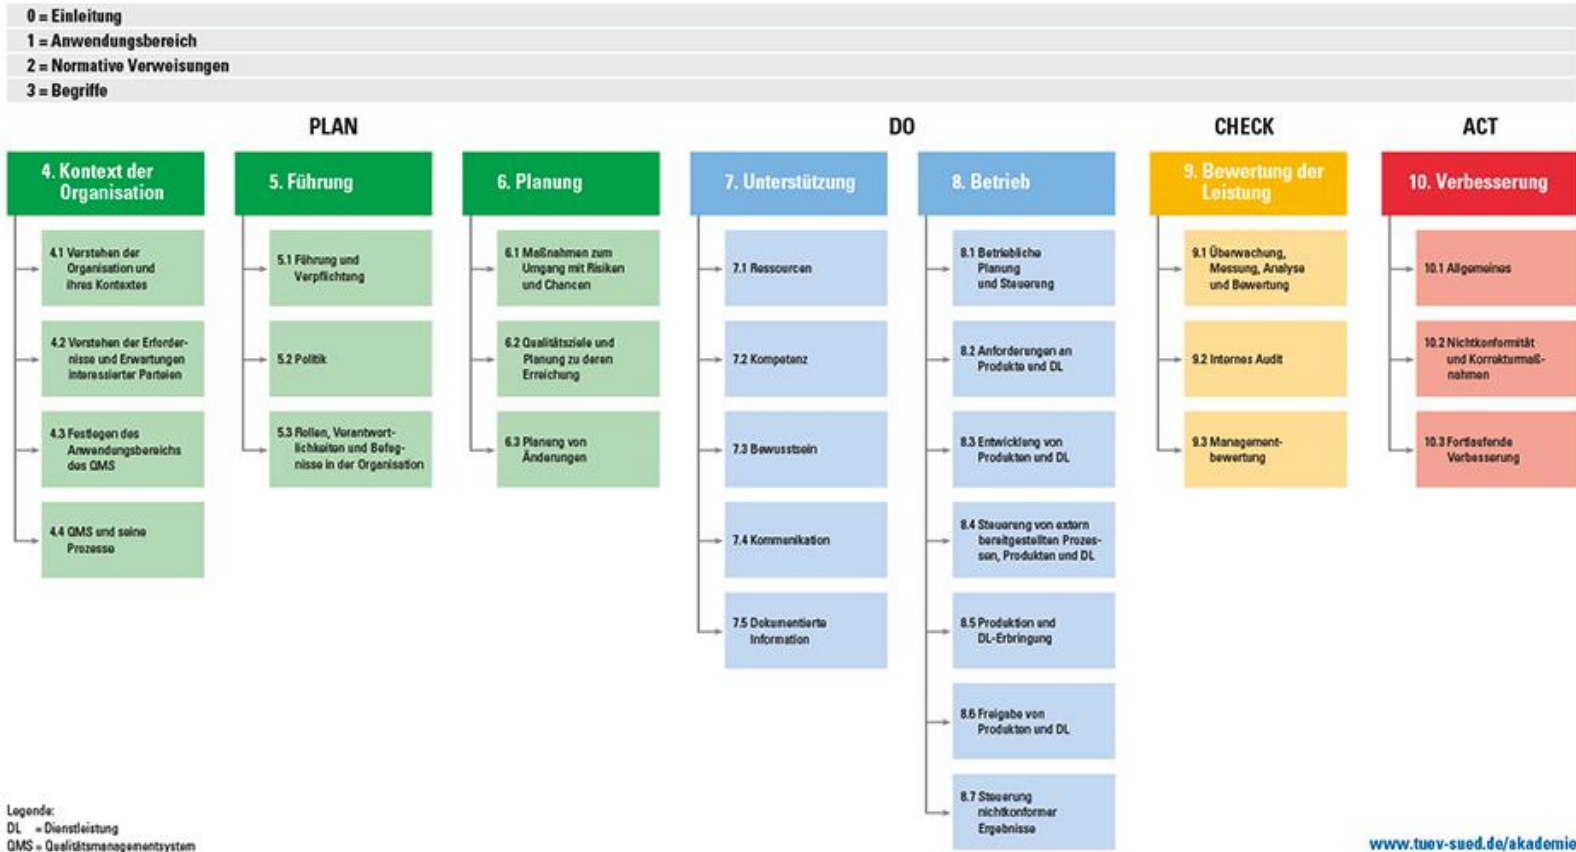 0 = Einleitung
1 = Anwendungsbereich
2 = Normative Verweisungen
3 = Begriffe
PLAN
DO
CHECK
ACT
4. Kontext der
Organisation
4.1 Verstehen der
Organisation und
ihres Kontextes
4.2 Verstehen der Erforder-
nisse und Erwartungen
interessierter Parteien
4.3 Festlegen des
Anwendungsbereichs
des QMS
4.4 QMS und seine
Prozesse
5. Führung
5.1 Führung und
Verpflichtung
5.2 Politik
5.3 Rollen, Verantwort-
lichkeiten und Befug-
nisse in der Organisation
6. Planung
6.1 Maßnahmen zum
Umgang mit Risiken
und Chancen
6.2 Qualitätsziele und
Planung zu deren
Erreichung
6.3 Planung von
Änderungen
7. Unterstützung
7.1 Ressourcen
7.2 Kompetenz
7.3 Bewusstsein
7.4 Kommunikation
7.5 Dokumentierte
Information
8. Betrieb
8.1 Betriebliche
Planung
und Steuerung
8.2 Anforderungen an
Produkte und DL
8.3 Entwicklung von
Produkten und DL
8.4 Steuerung von extern
bereitgestellten Prozes-
sen, Produkten und DL
8.5 Produktion und
DL-Erbringung
8.6 Freigabe von
Produkten und DL
8.7 Steuerung
nichtkonformer
Ergebnisse
9. Bewertung der
Leistung
9.1 Überwachung,
Messung, Analyse
und Bewertung
9.2 Internes Audit
9.3 Management-
bewertung
10. Verbesserung
10.1 Allgemeines
10.2 Nichtkonformität
und Korrekturmaß-
nahmen
10.3 Fortlaufende
Verbesserung
Legende:
DL = Dienstleistung
QMS = Qualitätsmanagementsystem
www.tuev-sued.de/akademie